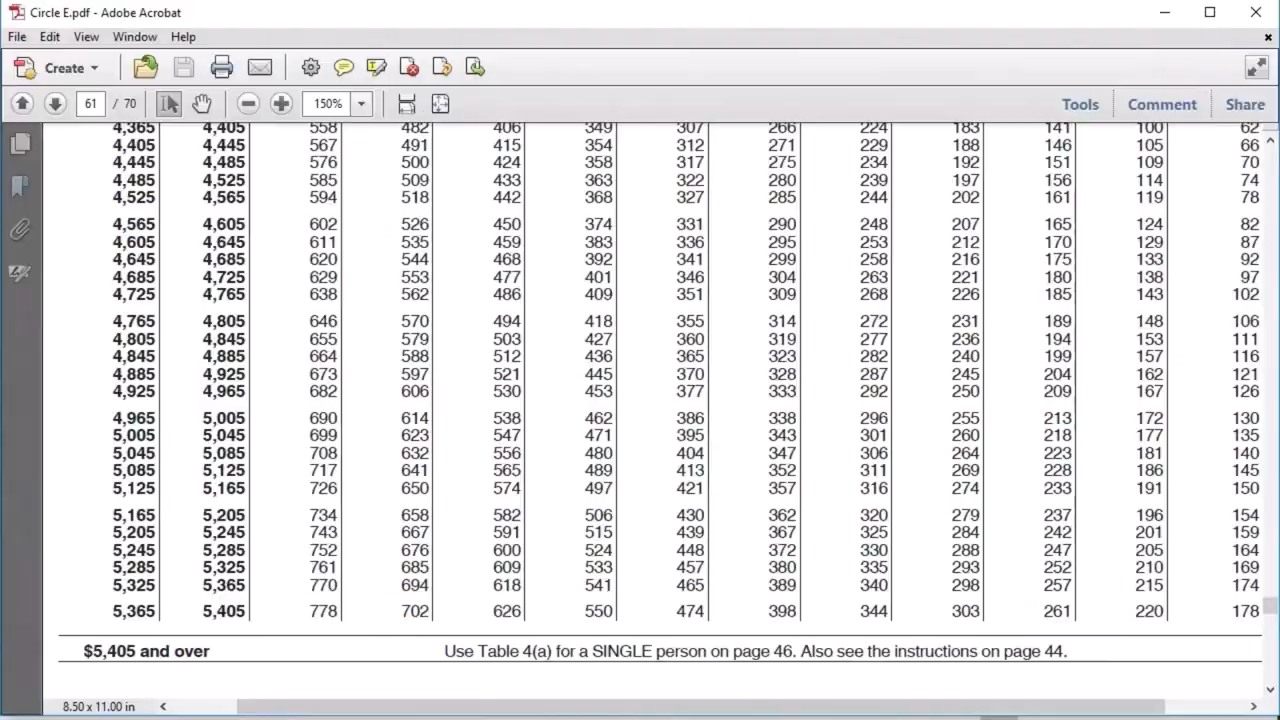 Circle E.pdf - Adobe Acrobat
File Edit View Window Help
Create
61 / 70 150% Tools Comment Share
4,365 4,405 558 482 406 349 307 266 224 183 141 100 62
4,405 4,445 567 491 415 354 312 271 229 188 146 105 66
4,445 4,485 576 500 424 358 317 275 234 192 151 109 70
4,485 4,525 585 509 433 363 322 280 239 197 156 114 74
4,525 4,565 594 518 442 368 327 285 244 202 161 119 78
4,565 4,605 602 526 450 374 331 290 248 207 165 124 82
4,605 4,645 611 535 459 383 336 295 253 212 170 129 87
4,645 4,685 620 544 468 392 341 299 258 216 175 133 92
4,685 4,725 629 553 477 401 346 304 263 221 180 138 97
4,725 4,765 638 562 486 409 351 309 268 226 185 143 102
4,765 4,805 646 570 494 418 355 314 272 231 189 148 106
4,805 4,845 655 579 503 427 360 319 277 236 194 153 111
4,845 4,885 664 588 512 436 365 323 282 240 199 157 116
4,885 4,925 673 597 521 445 370 328 287 245 204 162 121
4,925 4,965 682 606 530 453 377 333 292 250 209 167 126
4,965 5,005 690 614 538 462 386 338 296 255 213 172 130
5,005 5,045 699 623 547 471 395 343 301 260 218 177 135
5,045 5,085 708 632 556 480 404 347 306 264 223 181 140
5,085 5,125 717 641 565 489 413 352 311 269 228 186 145
5,125 5,165 726 650 574 497 421 357 316 274 233 191 150
5,165 5,205 734 658 582 506 430 362 320 279 237 196 154
5,205 5,245 743 667 591 515 439 367 325 284 242 201 159
5,245 5,285 752 676 600 524 448 372 330 288 247 205 164
5,285 5,325 761 685 609 533 457 380 335 293 252 210 169
5,325 5,365 770 694 618 541 465 389 340 298 257 215 174
5,365 5,405 778 702 626 550 474 398 344 303 261 220 178
$5,405 and over Use Table 4(a) for a SINGLE person on page 46. Also see the instructions on page 44.
8.50 x 11.00 in